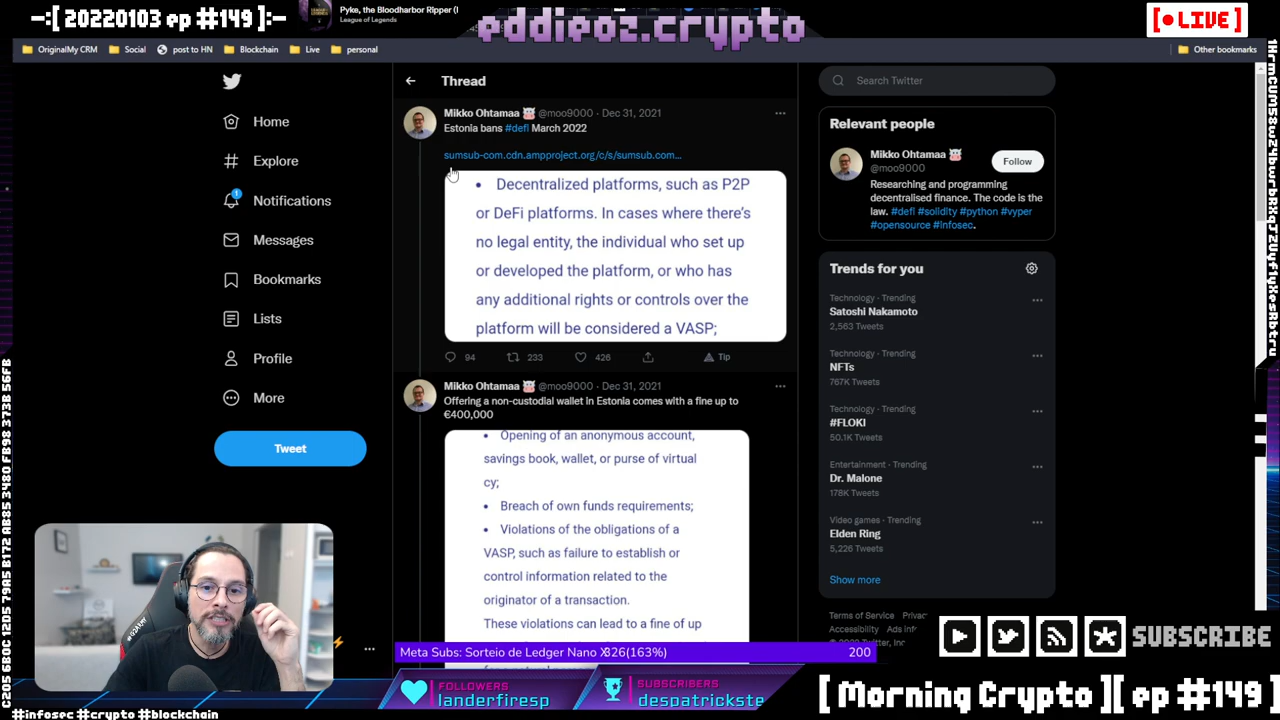 -:[ 20220103 ep #149 ]:-
Pyke, the Bloodharbor Ripper (I
League of Legends
eddieoz.crypto
[● LIVE ]
OriginalMy CRM
Social
post to HN
Blockchain
Live
personal
Other bookmarks
Home
Explore
1
Notifications
Messages
Bookmarks
Lists
Profile
More
Tweet
Thread
Mikko Ohtamaa @moo9000 · Dec 31, 2021
Estonia bans #defi March 2022
sumsub-com.cdn.ampproject.org/c/s/sumsub.com...
• Decentralized platforms, such as P2P
or DeFi platforms. In cases where there's
no legal entity, the individual who set up
or developed the platform, or who has
any additional rights or controls over the
platform will be considered a VASP;
94 233 426 Tip
Mikko Ohtamaa @moo9000 · Dec 31, 2021
Offering a non-custodial wallet in Estonia comes with a fine up to
€400,000
• Opening of an anonymous account,
savings book, wallet, or purse of virtual
cy;
• Breach of own funds requirements;
• Violations of the obligations of a
VASP, such as failure to establish or
control information related to the
originator of a transaction.
These violations can lead to a fine of up
Search Twitter
Relevant people
Mikko Ohtamaa
@moo9000
Follow
Researching and programming
decentralised finance. The code is the
law. #defi #solidity #python #vyper
#opensource #infosec.
Trends for you
Technology · Trending
Satoshi Nakamoto
2,563 Tweets
Technology · Trending
NFTs
767K Tweets
Technology · Trending
#FLOKI
50.1K Tweets
Entertainment · Trending
Dr. Malone
178K Tweets
Video games · Trending
Elden Ring
5,226 Tweets
Show more
Terms of Service Privac
Accessibility Ads inf
SUBSCRIBE
Meta Subs: Sorteio de Ledger Nano X
326(163%)
200
FOLLOWERS
landerfiresp
SUBSCRIBERS
despatrickste
[ Morning Crypto ][ ep #149 ]
#infosec #crypto #blockchain